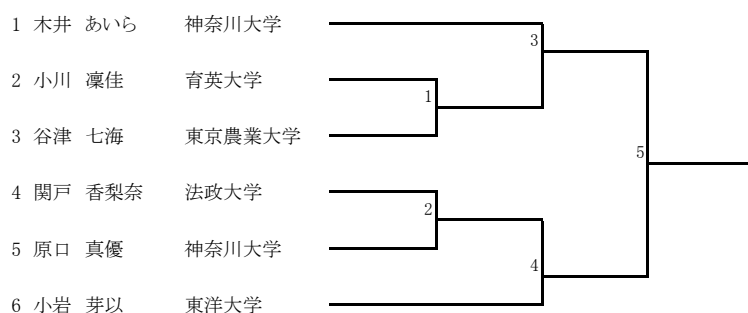 1 木井 あいら 神奈川大学
3
2 小川 凜佳 育英大学
1
3 谷津 七海 東京農業大学
5
4 関戸 香梨奈 法政大学
2
5 原口 真優 神奈川大学
4
6 小岩 芽以 東洋大学